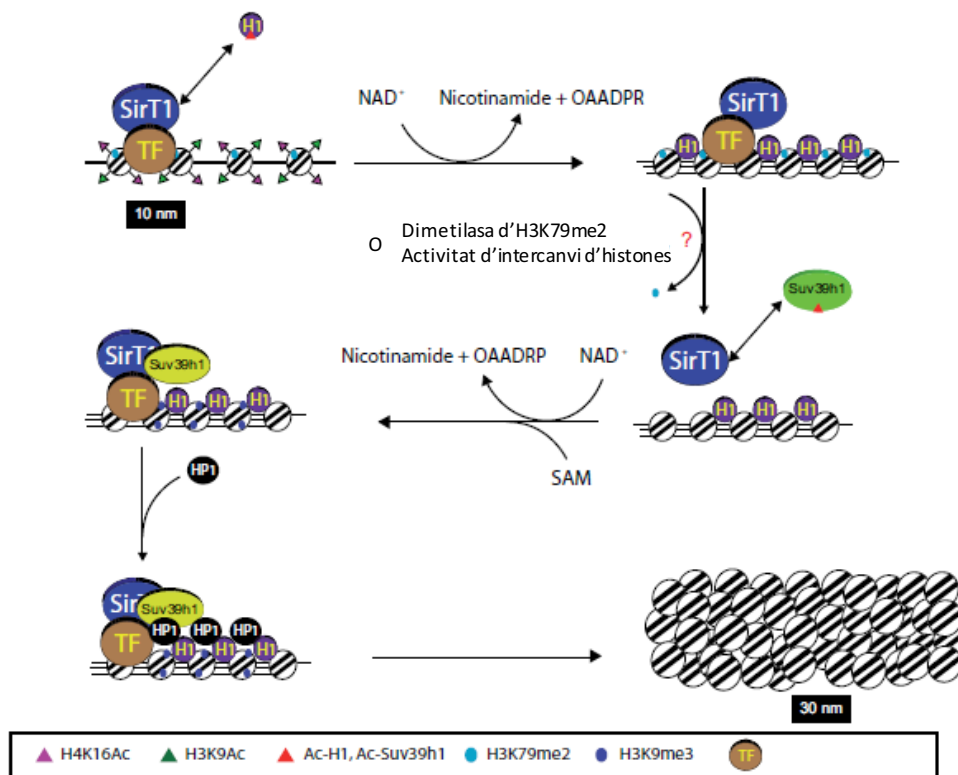 H1
SirT1
TF
10 nm
NAD+ Nicotinamide + OAADPR
SirT1
TF
H1 H1 H1 H1
O Dimetilasa d'H3K79me2
Activitat d'intercanvi d'histones
?
Suv39h1
SirT1
H1 H1 H1
Nicotinamide + OAADRP NAD+
SAM
SirT1
Suv39h1
TF
H1 H1 H1
HP1
Sir
Suv39h1
TF
HP1 HP1 HP1
H1 H1 H1
30 nm
H4K16Ac H3K9Ac Ac-H1, Ac-Suv39h1 H3K79me2 H3K9me3 TF